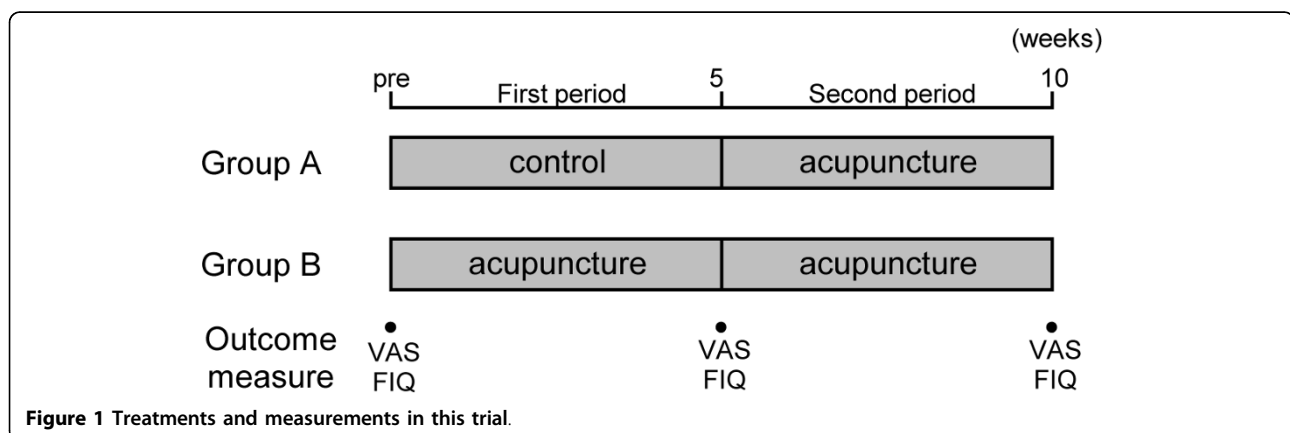 (weeks)
pre First period 5 Second period 10
Group A control acupuncture
Group B acupuncture acupuncture
Outcome measure
VAS VAS VAS
FIQ FIQ FIQ
Figure 1 Treatments and measurements in this trial.